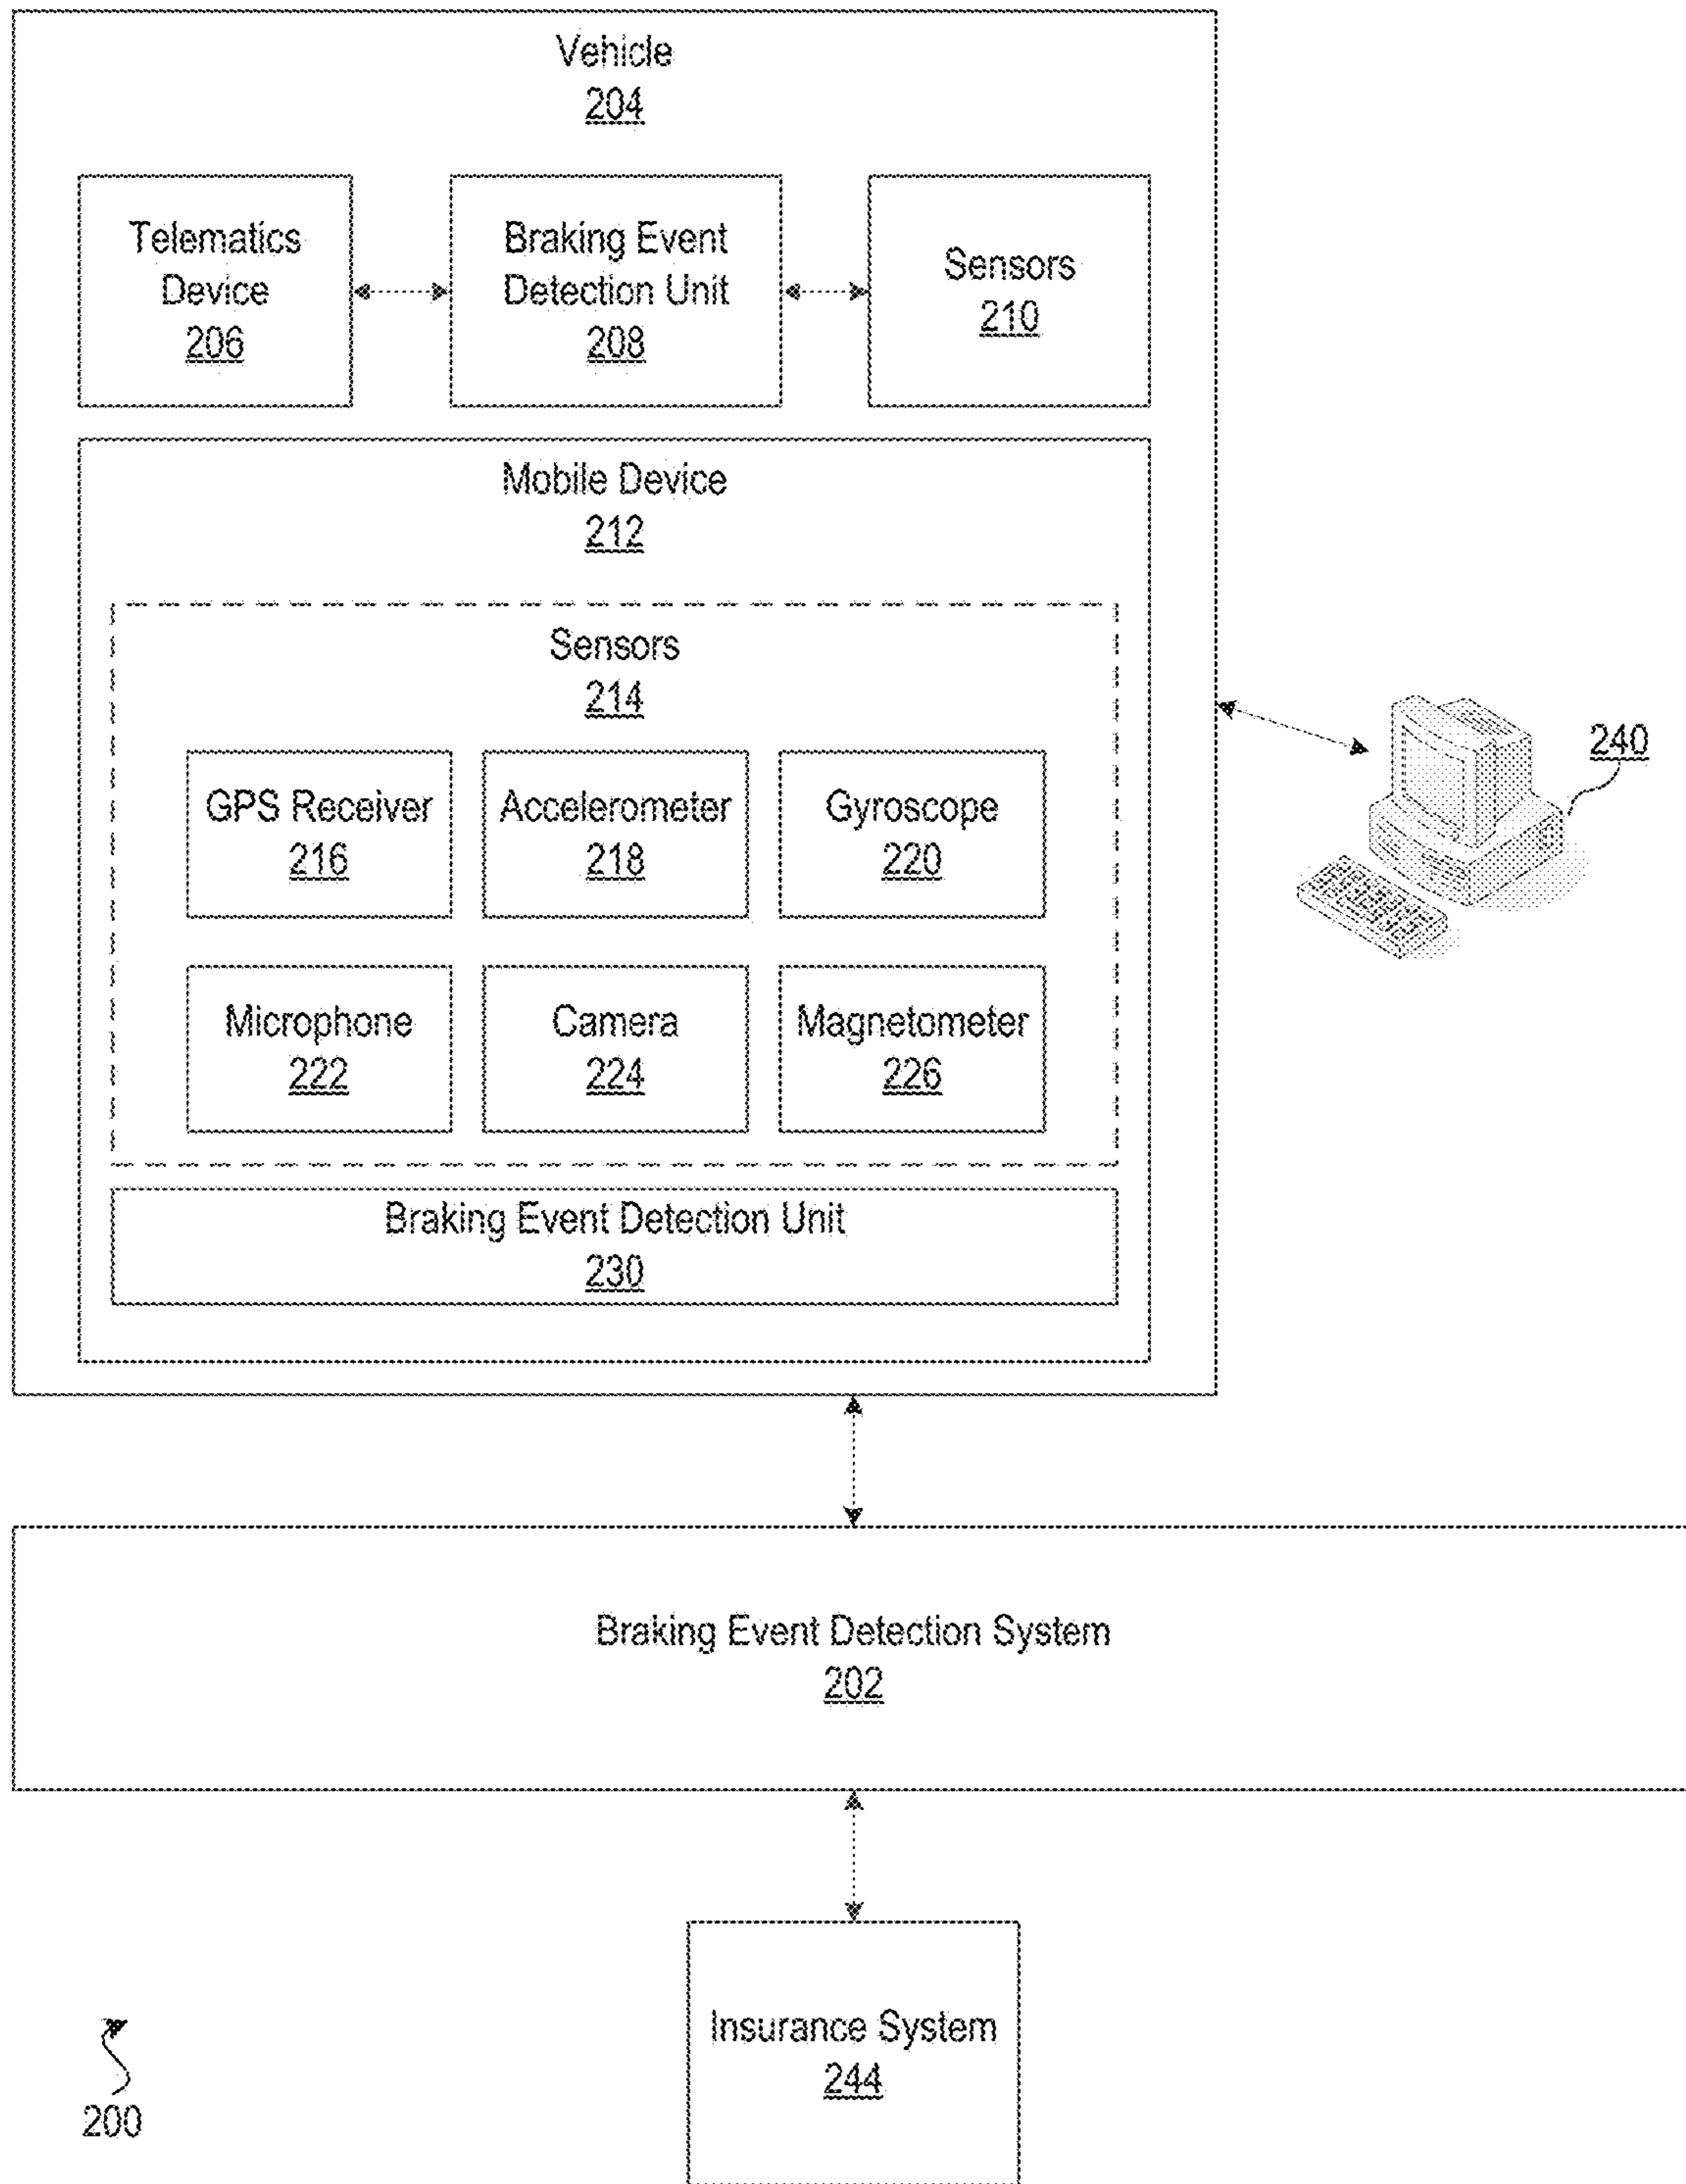 Vehicle
204
Telematics
Device
206
Braking Event
Detection Unit
208
Sensors
210
Mobile Device
212
Sensors
214
GPS Receiver
216
Accelerometer
218
Gyroscope
220
Microphone
222
Camera
224
Magnetometer
226
Braking Event Detection Unit
230
240
Braking Event Detection System
202
Insurance System
244
200